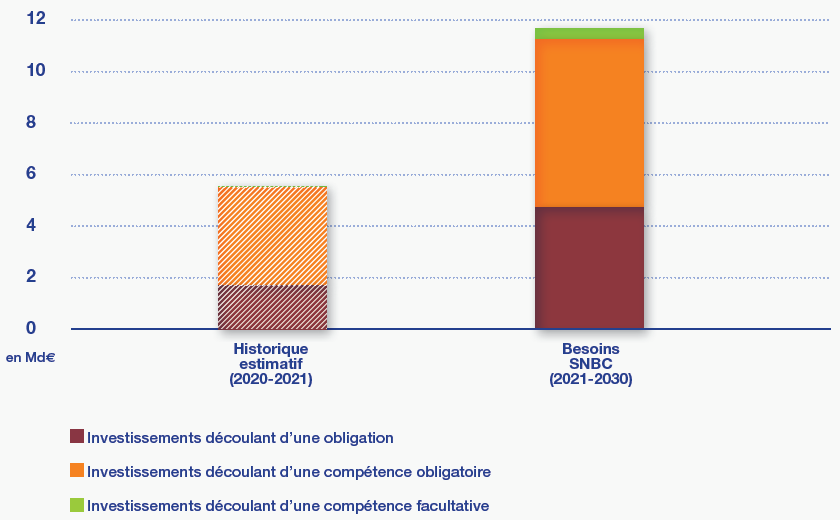 12
10
8
6
4
2
0
en Md€
Historique
estimatif
(2020-2021)
Besoins
SNBC
(2021-2030)
Investissements découlant d’une obligation
Investissements découlant d’une compétence obligatoire
Investissements découlant d’une compétence facultative